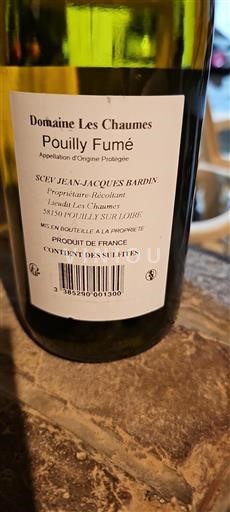 Domaine Les Chaumes
Pouilly Fumé
Appellation d'Origine Protégée
SCEV JEAN-JACQUES BARDIN
Propriétaire-Récoltant
Lieudit Les Chaumes
58150 POUILLY SUR LOIRE
MIS EN BOUTEILLE A LA PROPRIETE
PRODUIT DE FRANCE
CONTIENT DES SULFITES
3 385290 001300